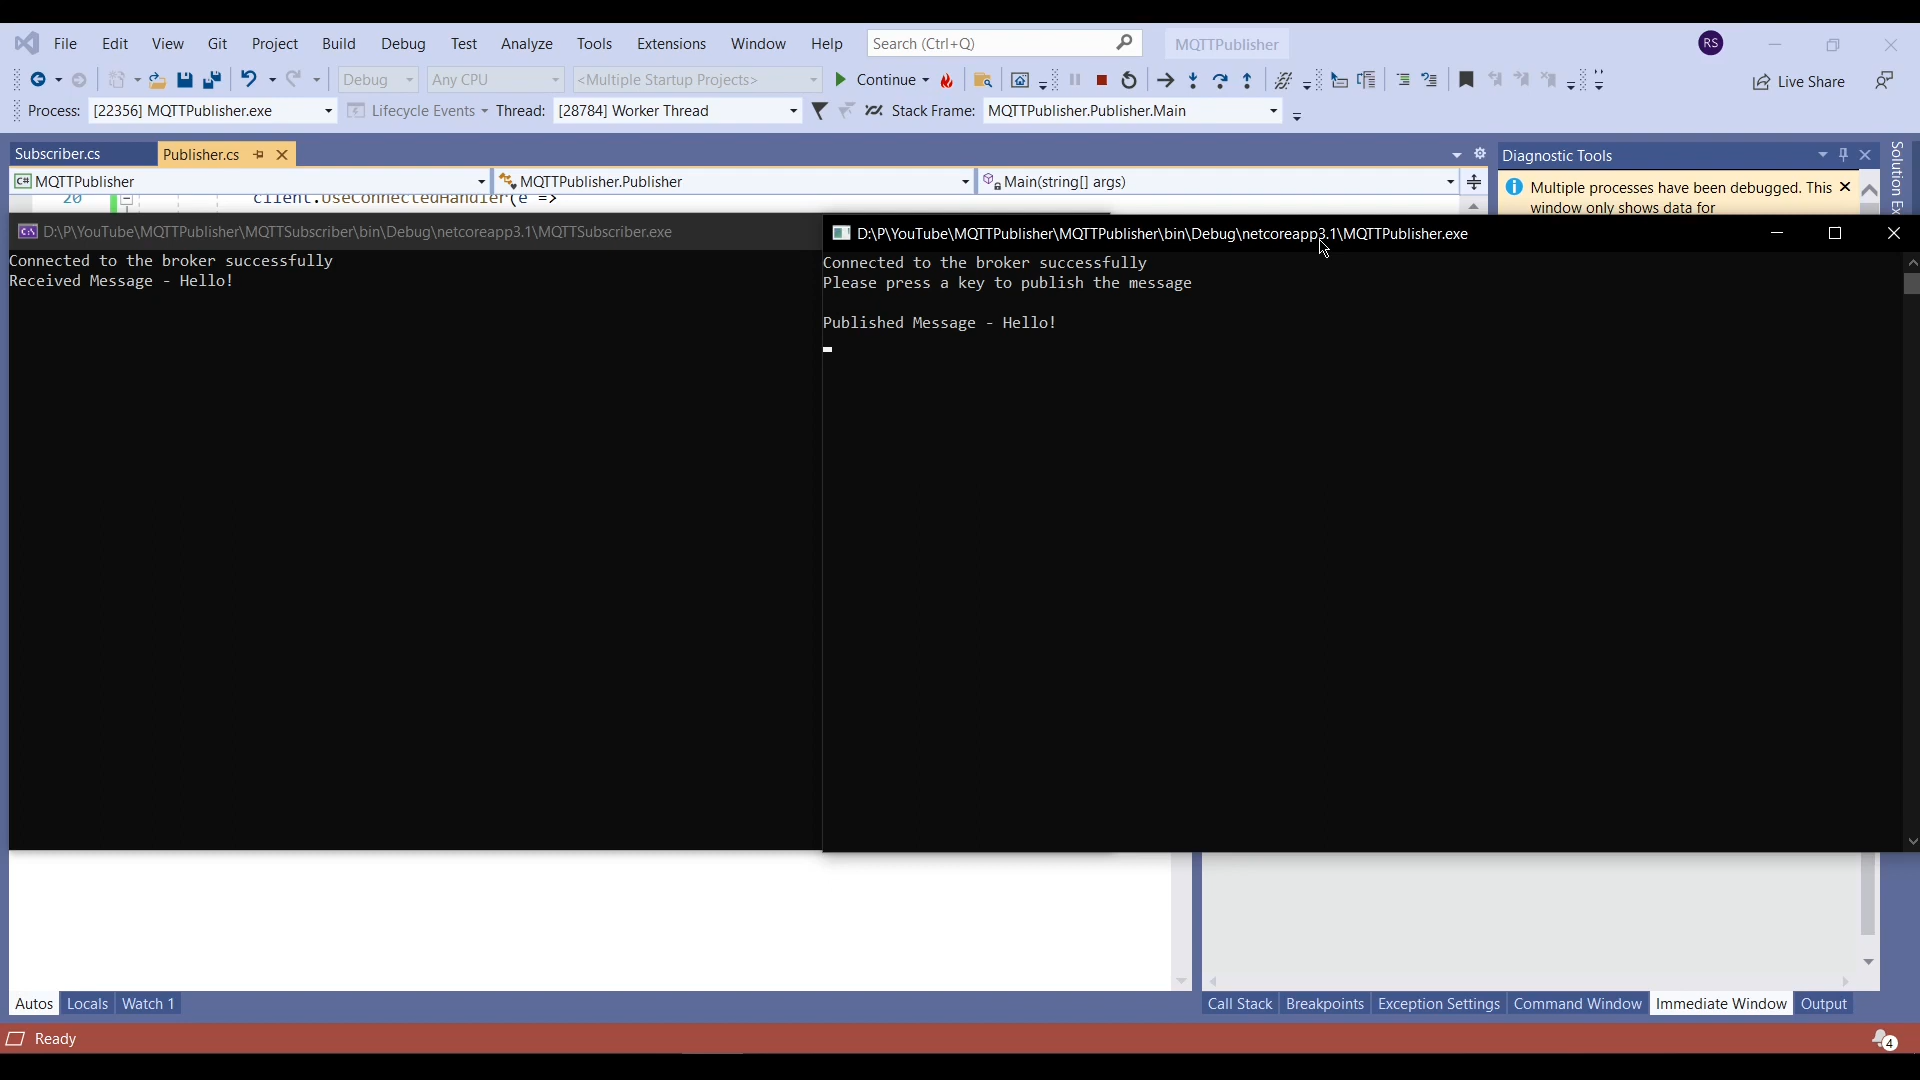 File Edit View Git Project Build Debug Test Analyze Tools Extensions Window Help Search (Ctrl+Q) MQTTPublisher RS
Debug Any CPU <Multiple Startup Projects> Continue Live Share
Process: [22356] MQTTPublisher.exe Lifecycle Events Thread: [28784] Worker Thread Stack Frame: MQTTPublisher.Publisher.Main
Subscriber.cs Publisher.cs Diagnostic Tools
C# MQTTPublisher MQTTPublisher.Publisher Main(string[] args)
Multiple processes have been debugged. This
window only shows data for
20 client.UseConnectedHandler(e =>
Solution Ex
D:\P\YouTube\MQTTPublisher\MQTTSubscriber\bin\Debug\netcoreapp3.1\MQTTSubscriber.exe
Connected to the broker successfully
Received Message - Hello!
D:\P\YouTube\MQTTPublisher\MQTTPublisher\bin\Debug\netcoreapp3.1\MQTTPublisher.exe
Connected to the broker successfully
Please press a key to publish the message
Published Message - Hello!
Autos Locals Watch 1 Call Stack Breakpoints Exception Settings Command Window Immediate Window Output
Ready 4